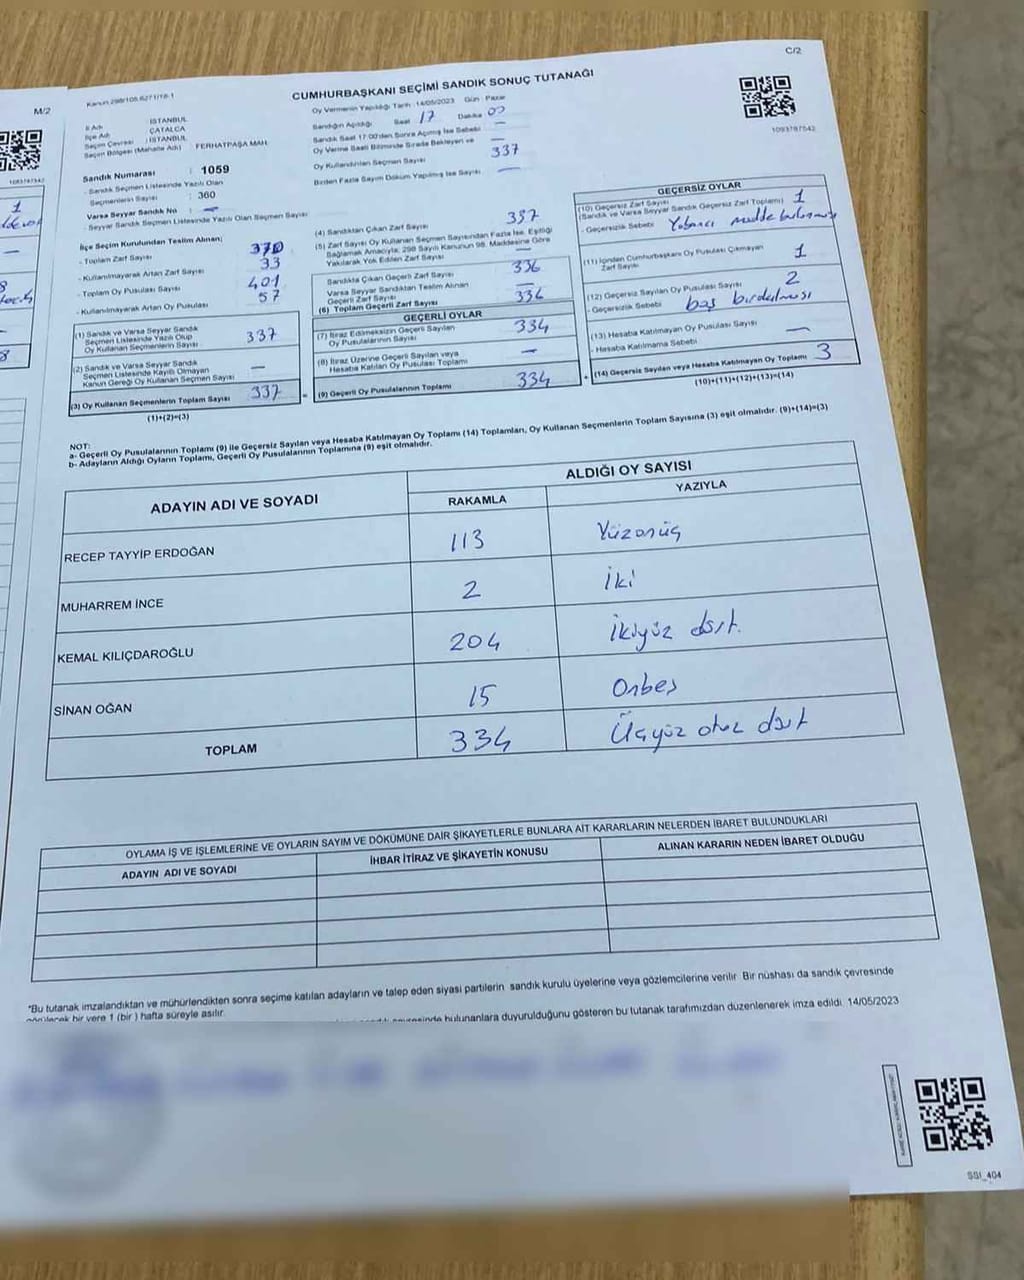 C/2
M/2
Kanun:298/105.6271/18-1
CUMHURBAŞKANI SEÇİMİ SANDIK SONUÇ TUTANAĞI
1093787542
İl Adı : İSTANBUL
İlçe Adı : ÇATALCA
Seçim Çevresi : İSTANBUL
Seçim Bölgesi (Mahalle Adı) FERHATPAŞA MAH.
Sandık Numarası : 1059
- Sandık Seçmen Listesinde Yazılı Olan
Seçmenlerin Sayısı : 360
Varsa Seyyar Sandık No : —
- Seyyar Sandık Seçmen Listesinde Yazılı Olan Seçmen Sayısı
İlçe Seçim Kurulundan Teslim Alınan;
- Toplam Zarf Sayısı 370
- Kullanılmayarak Artan Zarf Sayısı 33
- Toplam Oy Pusulası Sayısı 401
- Kullanılmayarak Artan Oy Pusulası 57
(1) Sandık ve Varsa Seyyar Sandık
Seçmen Listesinde Yazılı Olup
Oy Kullanan Seçmenlerin Sayısı 337
(2) Sandık ve Varsa Seyyar Sandık
Seçmen Listesinde Kayıtlı Olmayan
Kanun Gereği Oy Kullanan Seçmen Sayısı —
(3) Oy Kullanan Seçmenlerin Toplam Sayısı 337
(1)+(2)=(3)
Oy Vermenin Yapıldığı Tarih 14/05/2023 Gün Pazar
Sandığın Açıldığı Saat 17 Dakika 00
Sandık Saat 17:00'den Sonra Açılmış İse Sebebi —
Oy Verme Saati Bitiminde Sırada Bekleyen ve —
Oy Kullandırılan Seçmen Sayısı 337
Birden Fazla Sayım Döküm Yapılmış İse Sayısı —
(4) Sandıktan Çıkan Zarf Sayısı 337
(5) Zarf Sayısı Oy Kullanan Seçmen Sayısından Fazla İse, Eşitliği
Sağlamak Amacıyla, 298 Sayılı Kanunun 98. Maddesine Göre
Yakılarak Yok Edilen Zarf Sayısı —
Sandıkta Çıkan Geçerli Zarf Sayısı 336
Varsa Seyyar Sandıktan Teslim Alınan
Geçerli Zarf Sayısı —
(6) Toplam Geçerli Zarf Sayısı 336
GEÇERLİ OYLAR
(7) İtiraz Edilmeksizin Geçerli Sayılan
Oy Pusulalarının Sayısı 334
(8) İtiraz Üzerine Geçerli Sayılan veya
Hesaba Katılan Oy Pusulası Toplamı —
(9) Geçerli Oy Pusulalarının Toplamı 334
GEÇERSİZ OYLAR
(10) Geçersiz Zarf Sayısı
(Sandık ve Varsa Seyyar Sandık Geçersiz Zarf Toplamı) 1
- Geçersizlik Sebebi Yabancı madde bulunması
(11) İçinden Cumhurbaşkanı Oy Pusulası Çıkmayan
Zarf Sayısı 1
(12) Geçersiz Sayılan Oy Pusulası Sayısı 2
- Geçersizlik Sebebi boş bırakılması
(13) Hesaba Katılmayan Oy Pusulası Sayısı —
- Hesaba Katılmama Sebebi
(14) Geçersiz Sayılan veya Hesaba Katılmayan Oy Toplamı 3
(10)+(11)+(12)+(13)=(14)
NOT:
a- Geçerli Oy Pusulalarının Toplamı (9) ile Geçersiz Sayılan veya Hesaba Katılmayan Oy Toplamı (14) Toplamları, Oy Kullanan Seçmenlerin Toplam Sayısına (3) eşit olmalıdır. (9)+(14)=(3)
b- Adayların Aldığı Oyların Toplamı, Geçerli Oy Pusulalarının Toplamına (9) eşit olmalıdır.
ADAYIN ADI VE SOYADI ALDIĞI OY SAYISI
RAKAMLA YAZIYLA
RECEP TAYYİP ERDOĞAN 113 Yüzonüç
MUHARREM İNCE 2 İki
KEMAL KILIÇDAROĞLU 204 İkiyüz dört.
SİNAN OĞAN 15 Onbeş
TOPLAM 334 Üçyüz otuz dört
OYLAMA İŞ VE İŞLEMLERİNE VE OYLARIN SAYIM VE DÖKÜMÜNE DAİR ŞİKAYETLERLE BUNLARA AİT KARARLARIN NELERDEN İBARET BULUNDUKLARI
ADAYIN ADI VE SOYADI İHBAR İTİRAZ VE ŞİKAYETİN KONUSU ALINAN KARARIN NEDEN İBARET OLDUĞU
*Bu tutanak imzalandıktan ve mühürlendikten sonra seçime katılan adayların ve talep eden siyasi partilerin sandık kurulu üyelerine veya gözlemcilerine verilir. Bir nüshası da sandık çevresinde
görülecek bir yere 1 (bir) hafta süreyle asılır.
bulunanlara duyurulduğunu gösteren bu tutanak tarafımızdan düzenlenerek imza edildi. 14/05/2023
SSI_404